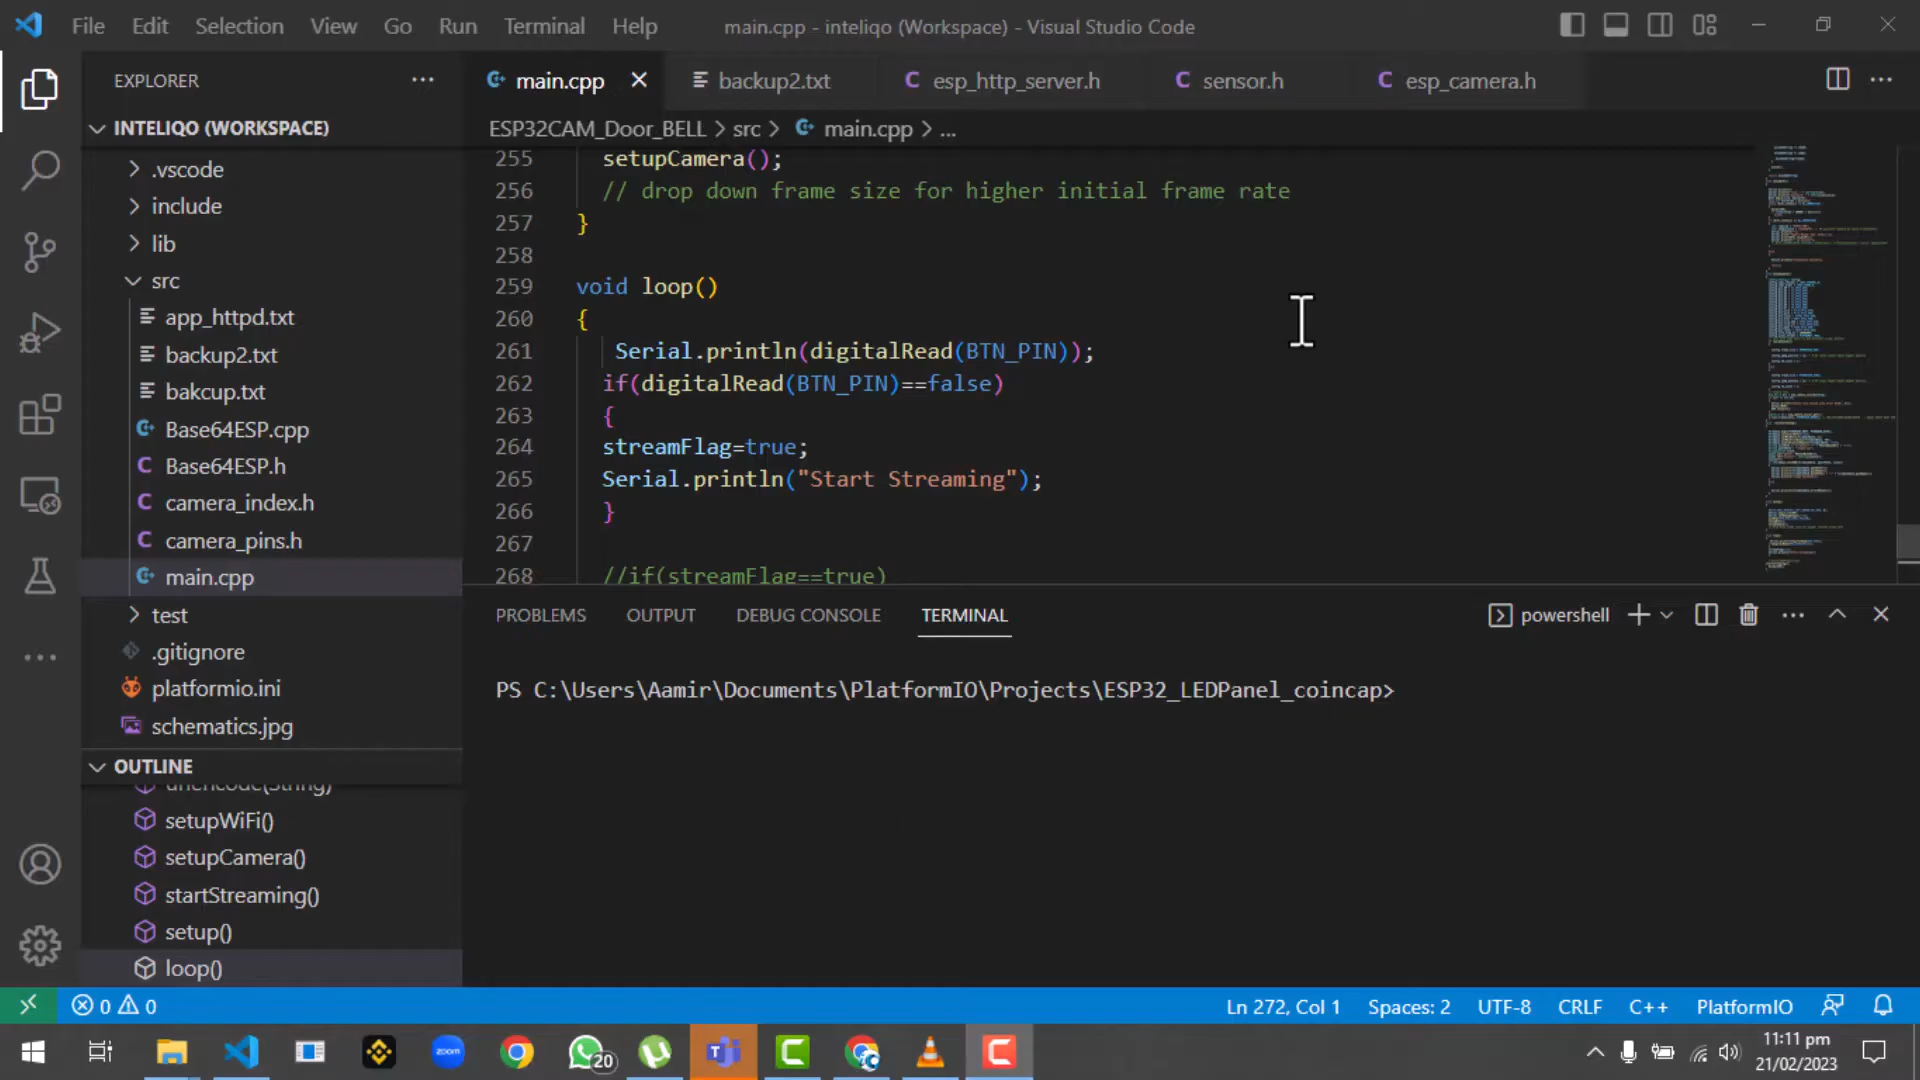 File Edit Selection View Go Run Terminal Help main.cpp - inteliqo (Workspace) - Visual Studio Code
EXPLORER
main.cpp backup2.txt esp_http_server.h sensor.h esp_camera.h
INTELIQO (WORKSPACE)
ESP32CAM_Door_BELL > src > main.cpp > ...
.vscode
include
lib
src
app_httpd.txt
backup2.txt
bakcup.txt
Base64ESP.cpp
Base64ESP.h
camera_index.h
camera_pins.h
main.cpp
test
.gitignore
platformio.ini
schematics.jpg
OUTLINE
urlencode(String)
setupWiFi()
setupCamera()
startStreaming()
setup()
loop()
255 setupCamera();
256 // drop down frame size for higher initial frame rate
257 }
258
259 void loop()
260 {
261 Serial.println(digitalRead(BTN_PIN));
262 if(digitalRead(BTN_PIN)==false)
263 {
264 streamFlag=true;
265 Serial.println("Start Streaming");
266 }
267
268 //if(streamFlag==true)
PROBLEMS OUTPUT DEBUG CONSOLE TERMINAL powershell
PS C:\Users\Aamir\Documents\PlatformIO\Projects\ESP32_LEDPanel_coincap>
0 0 Ln 272, Col 1 Spaces: 2 UTF-8 CRLF C++ PlatformIO
zoom 20
11:11 pm
21/02/2023